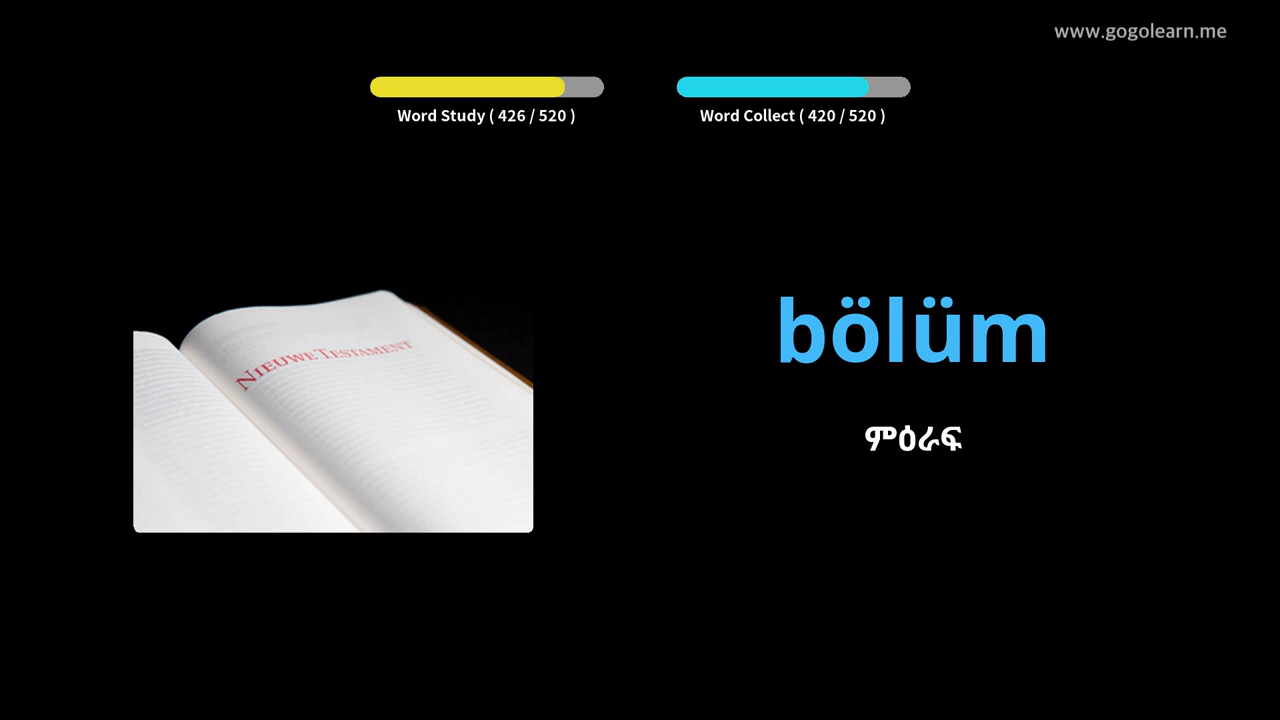 www.gogolearn.me
Word Study ( 426 / 520 )
Word Collect ( 420 / 520 )
NIEUWE TESTAMENT
bölüm
ምዕራፍ